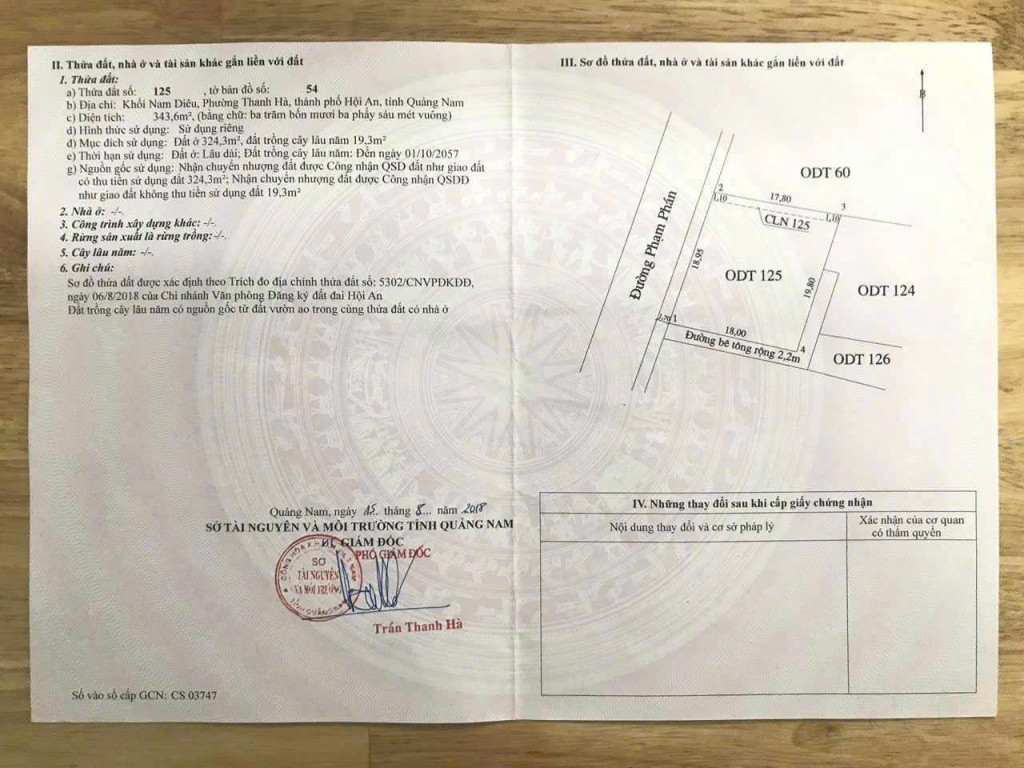 II. Thửa đất, nhà ở và tài sản khác gắn liền với đất
1. Thửa đất:
a) Thửa đất số: 125 , tờ bản đồ số: 54
b) Địa chỉ: Khối Nam Diêu, Phường Thanh Hà, thành phố Hội An, tỉnh Quảng Nam
c) Diện tích: 343,6m², (bằng chữ: ba trăm bốn mươi ba phẩy sáu mét vuông)
d) Hình thức sử dụng: Sử dụng riêng
đ) Mục đích sử dụng: Đất ở 324,3m², đất trồng cây lâu năm 19,3m²
e) Thời hạn sử dụng: Đất ở: Lâu dài; Đất trồng cây lâu năm: Đến ngày 01/10/2057
g) Nguồn gốc sử dụng: Nhận chuyển nhượng đất được Công nhận QSD đất như giao đất
có thu tiền sử dụng đất 324,3m²; Nhận chuyển nhượng đất được Công nhận QSDĐ
như giao đất không thu tiền sử dụng đất 19,3m²
2. Nhà ở: -/-.
3. Công trình xây dựng khác: -/-.
4. Rừng sản xuất là rừng trồng: -/-.
5. Cây lâu năm: -/-.
6. Ghi chú:
Sơ đồ thửa đất được xác định theo Trích đo địa chính thửa đất số: 5302/CNVPĐKĐĐ,
ngày 06/8/2018 của Chi nhánh Văn phòng Đăng ký đất đai Hội An
Đất trồng cây lâu năm có nguồn gốc từ đất vườn ao trong cùng thửa đất có nhà ở
Quảng Nam, ngày 15 tháng 8 năm 2018
SỞ TÀI NGUYÊN VÀ MÔI TRƯỜNG TỈNH QUẢNG NAM
KT. GIÁM ĐỐC
PHÓ GIÁM ĐỐC
SỞ
TÀI NGUYÊN
VÀ MÔI TRƯỜNG
Trần Thanh Hà
Số vào sổ cấp GCN: CS 03747
III. Sơ đồ thửa đất, nhà ở và tài sản khác gắn liền với đất
B
ODT 60
2
17,80
3
1,10
1,10
CLN 125
Đường Phạm Phán
18,95
ODT 125
19,80
ODT 124
2,70
1
18,00
4
Đường bê tông rộng 2,2m
ODT 126
IV. Những thay đổi sau khi cấp giấy chứng nhận
Nội dung thay đổi và cơ sở pháp lý
Xác nhận của cơ quan
có thẩm quyền